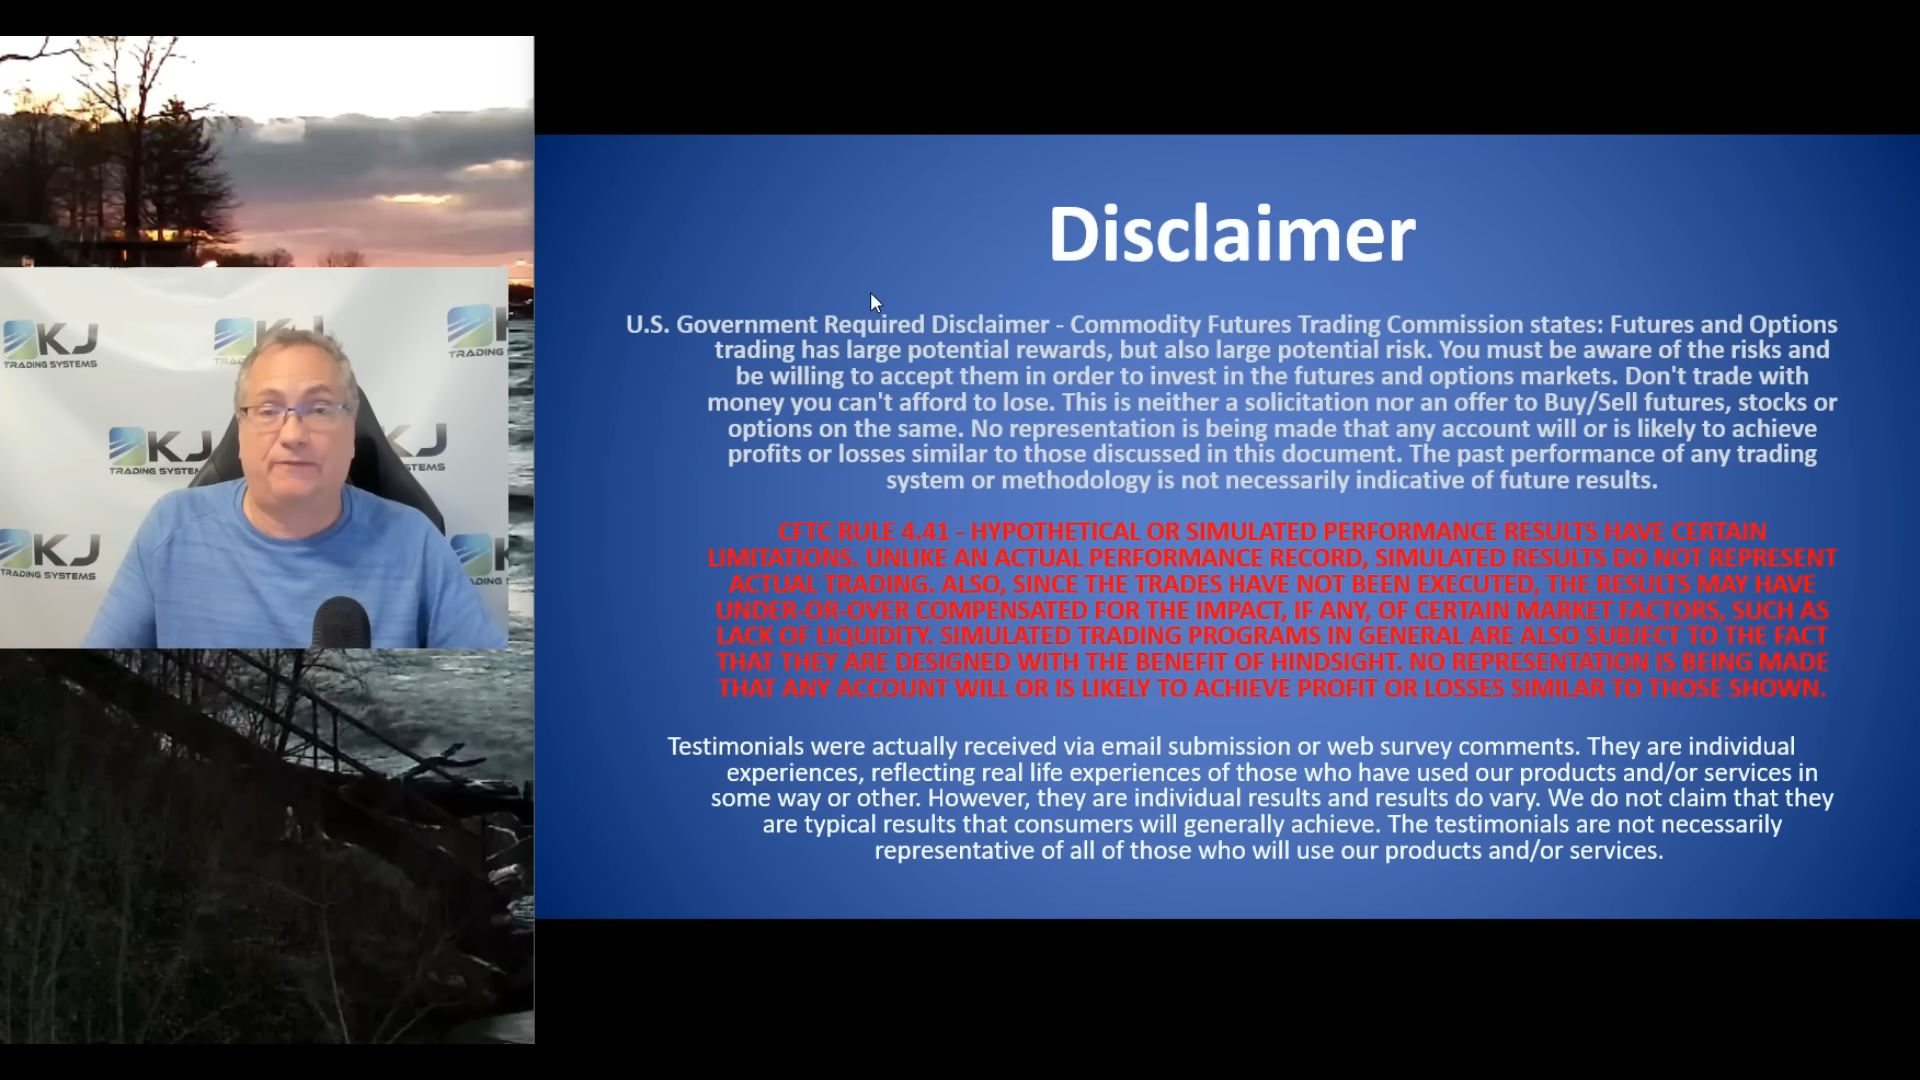 KJ
TRADING SYSTEMS
KJ
TRADING
KJ
TRADING SYSTEMS
KJ
TRADING SYSTEMS
Disclaimer
U.S. Government Required Disclaimer - Commodity Futures Trading Commission states: Futures and Options
trading has large potential rewards, but also large potential risk. You must be aware of the risks and
be willing to accept them in order to invest in the futures and options markets. Don't trade with
money you can't afford to lose. This is neither a solicitation nor an offer to Buy/Sell futures, stocks or
options on the same. No representation is being made that any account will or is likely to achieve
profits or losses similar to those discussed in this document. The past performance of any trading
system or methodology is not necessarily indicative of future results.
CFTC RULE 4.41 - HYPOTHETICAL OR SIMULATED PERFORMANCE RESULTS HAVE CERTAIN
LIMITATIONS. UNLIKE AN ACTUAL PERFORMANCE RECORD, SIMULATED RESULTS DO NOT REPRESENT
ACTUAL TRADING. ALSO, SINCE THE TRADES HAVE NOT BEEN EXECUTED, THE RESULTS MAY HAVE
UNDER-OR-OVER COMPENSATED FOR THE IMPACT, IF ANY, OF CERTAIN MARKET FACTORS, SUCH AS
LACK OF LIQUIDITY. SIMULATED TRADING PROGRAMS IN GENERAL ARE ALSO SUBJECT TO THE FACT
THAT THEY ARE DESIGNED WITH THE BENEFIT OF HINDSIGHT. NO REPRESENTATION IS BEING MADE
THAT ANY ACCOUNT WILL OR IS LIKELY TO ACHIEVE PROFIT OR LOSSES SIMILAR TO THOSE SHOWN.
Testimonials were actually received via email submission or web survey comments. They are individual
experiences, reflecting real life experiences of those who have used our products and/or services in
some way or other. However, they are individual results and results do vary. We do not claim that they
are typical results that consumers will generally achieve. The testimonials are not necessarily
representative of all of those who will use our products and/or services.